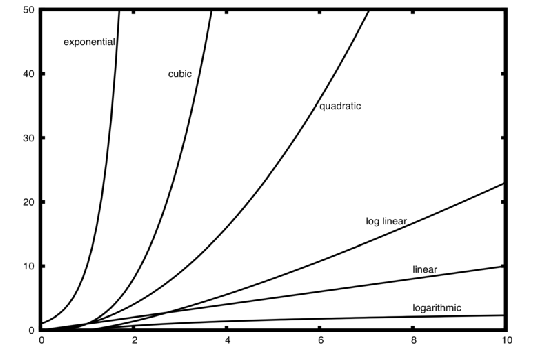 50
exponential
40
cubic
quadratic
30
20
log linear
10
linear
logarithmic
0
0 2 4 6 8 10